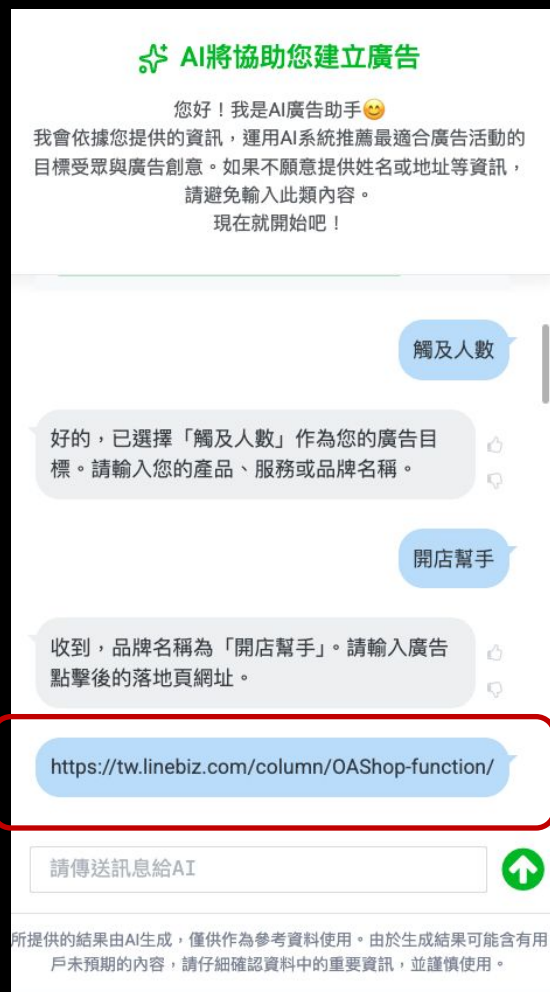 AI將協助您建立廣告
您好！我是AI廣告助手😊
我會依據您提供的資訊，運用AI系統推薦最適合廣告活動的
目標受眾與廣告創意。如果不願意提供姓名或地址等資訊，
請避免輸入此類內容。
現在就開始吧！
觸及人數
好的，已選擇「觸及人數」作為您的廣告目
標。請輸入您的產品、服務或品牌名稱。
開店幫手
收到，品牌名稱為「開店幫手」。請輸入廣告
點擊後的落地頁網址。
https://tw.linebiz.com/column/OAShop-function/
請傳送訊息給AI
所提供的結果由AI生成，僅供作為參考資料使用。由於生成結果可能含有用
戶未預期的內容，請仔細確認資料中的重要資訊，並謹慎使用。